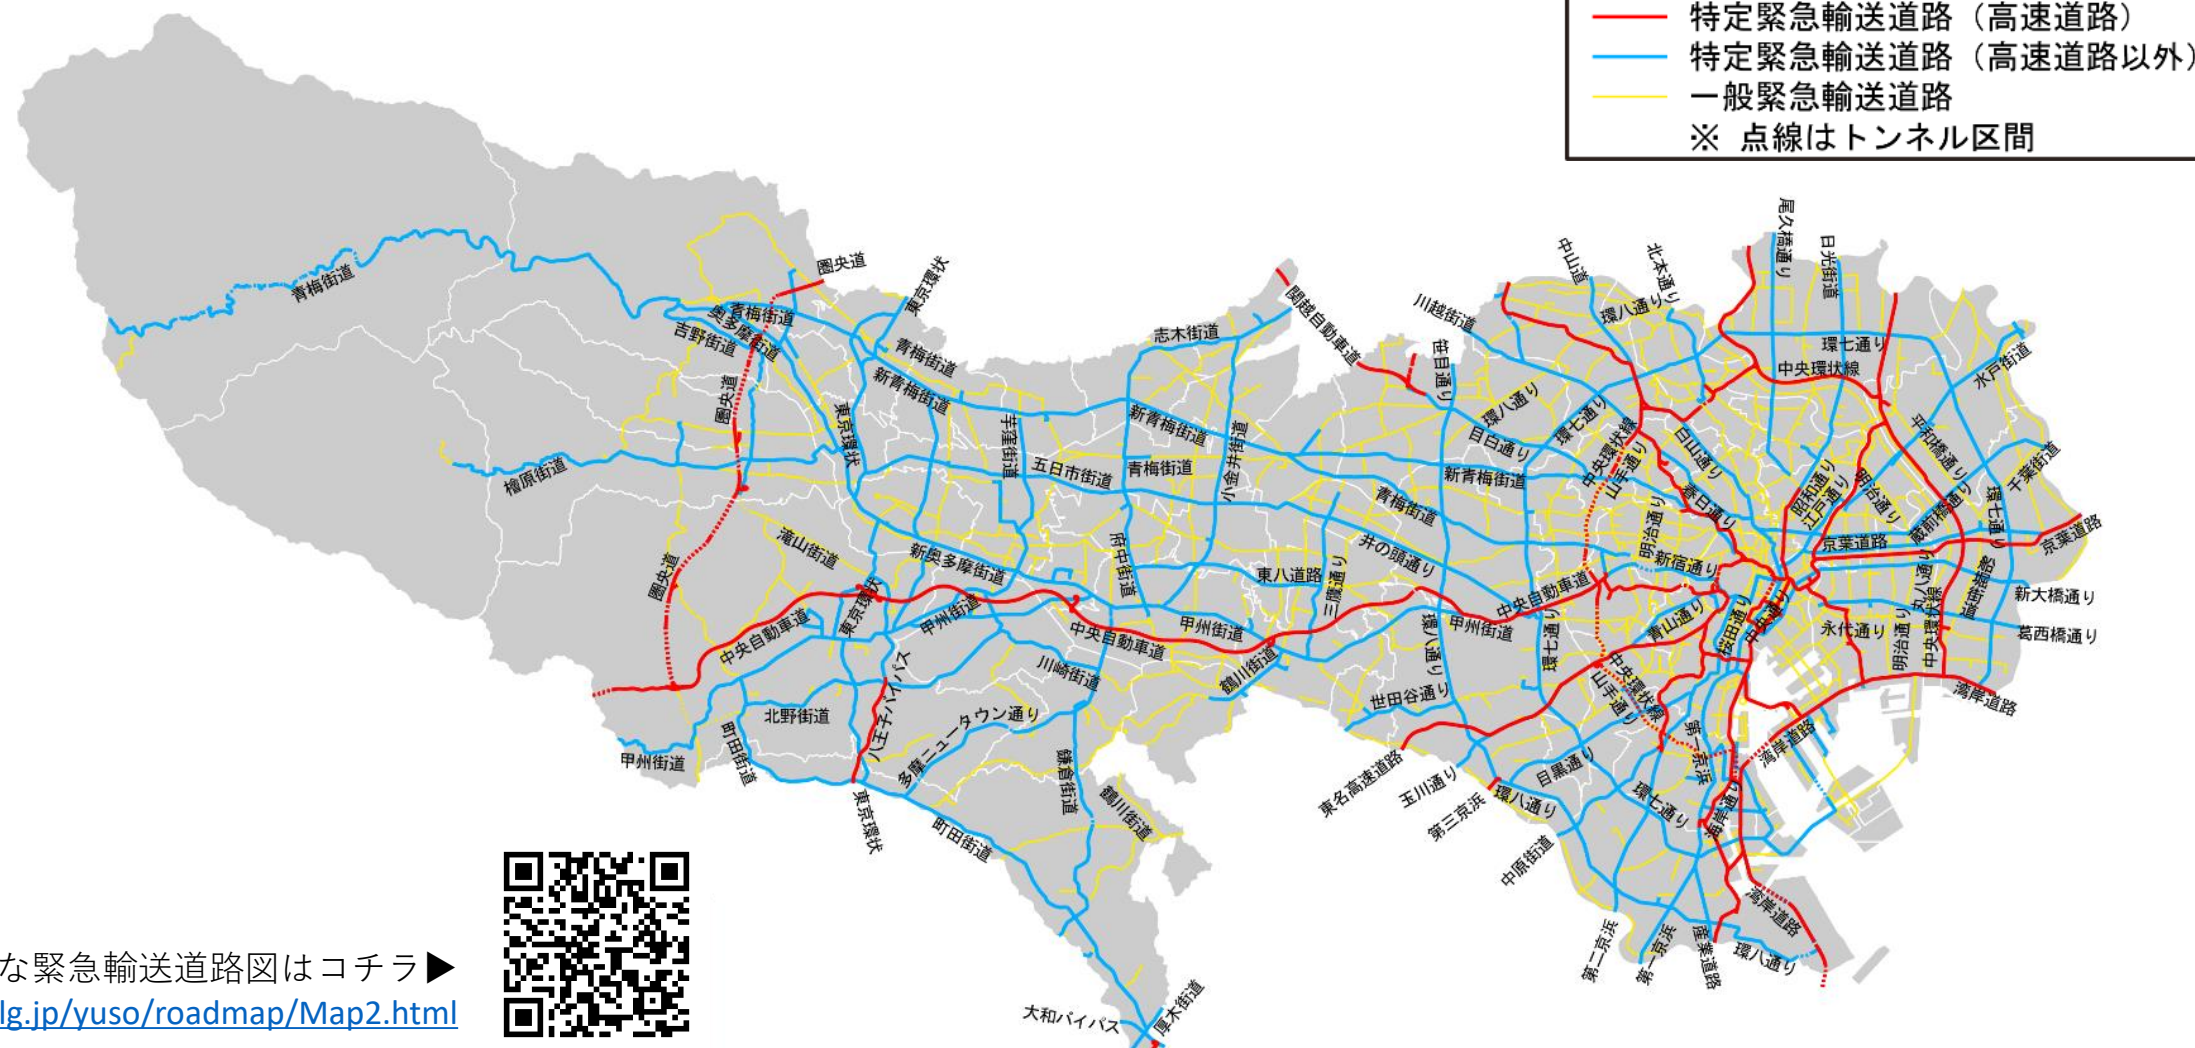 特定緊急輸送道路（高速道路）
特定緊急輸送道路（高速道路以外）
一般緊急輸送道路
※ 点線はトンネル区間
尾久橋通り
日光街道
中山道
北本通り
環八通り
川越街道
関越自動車道
圏央道
東京環状
青梅街道
青梅街道
奥多摩街道
吉野街道
青梅街道
新青梅街道
志木街道
笹目通り
環七通り
中央環状線
水戸街道
圏央道
東京環状
芋窪街道
新青梅街道
小金井街道
環八通り
環七通り
目白通り
中央環状線
山手通り
白山通り
平和橋通り
千葉街道
檜原街道
五日市街道
青梅街道
新青梅街道
青梅街道
春日通り
昭和通り
江戸通り
明治通り
蔵前橋通り
環七通り
京葉道路
京葉道路
明治通り
新宿通り
滝山街道
新奥多摩街道
府中街道
東八道路
三鷹通り
井の頭通り
圏央道
東京環状
中央自動車道
甲州街道
中央自動車道
甲州街道
環八通り
甲州街道
中央自動車道
環七通り
青山通り
桜田通り
中央通り
永代通り
明治通り
中央環状線
新大橋通り
葛西橋通り
川崎街道
鶴川街道
世田谷通り
中央環状線
山手通り
湾岸道路
北野街道
八王子バイパス
町田街道
多摩ニュータウン通り
甲州街道
鎌倉街道
東名高速道路
玉川通り
第三京浜
環八通り
目黒通り
環七通り
第一京浜
海岸通り
湾岸道路
東京環状
町田街道
鶴川街道
中原街道
第二京浜
第一京浜
産業道路
環八通り
湾岸道路
大和バイパス
厚木街道
な緊急輸送道路図はコチラ▶
lg.jp/yuso/roadmap/Map2.html